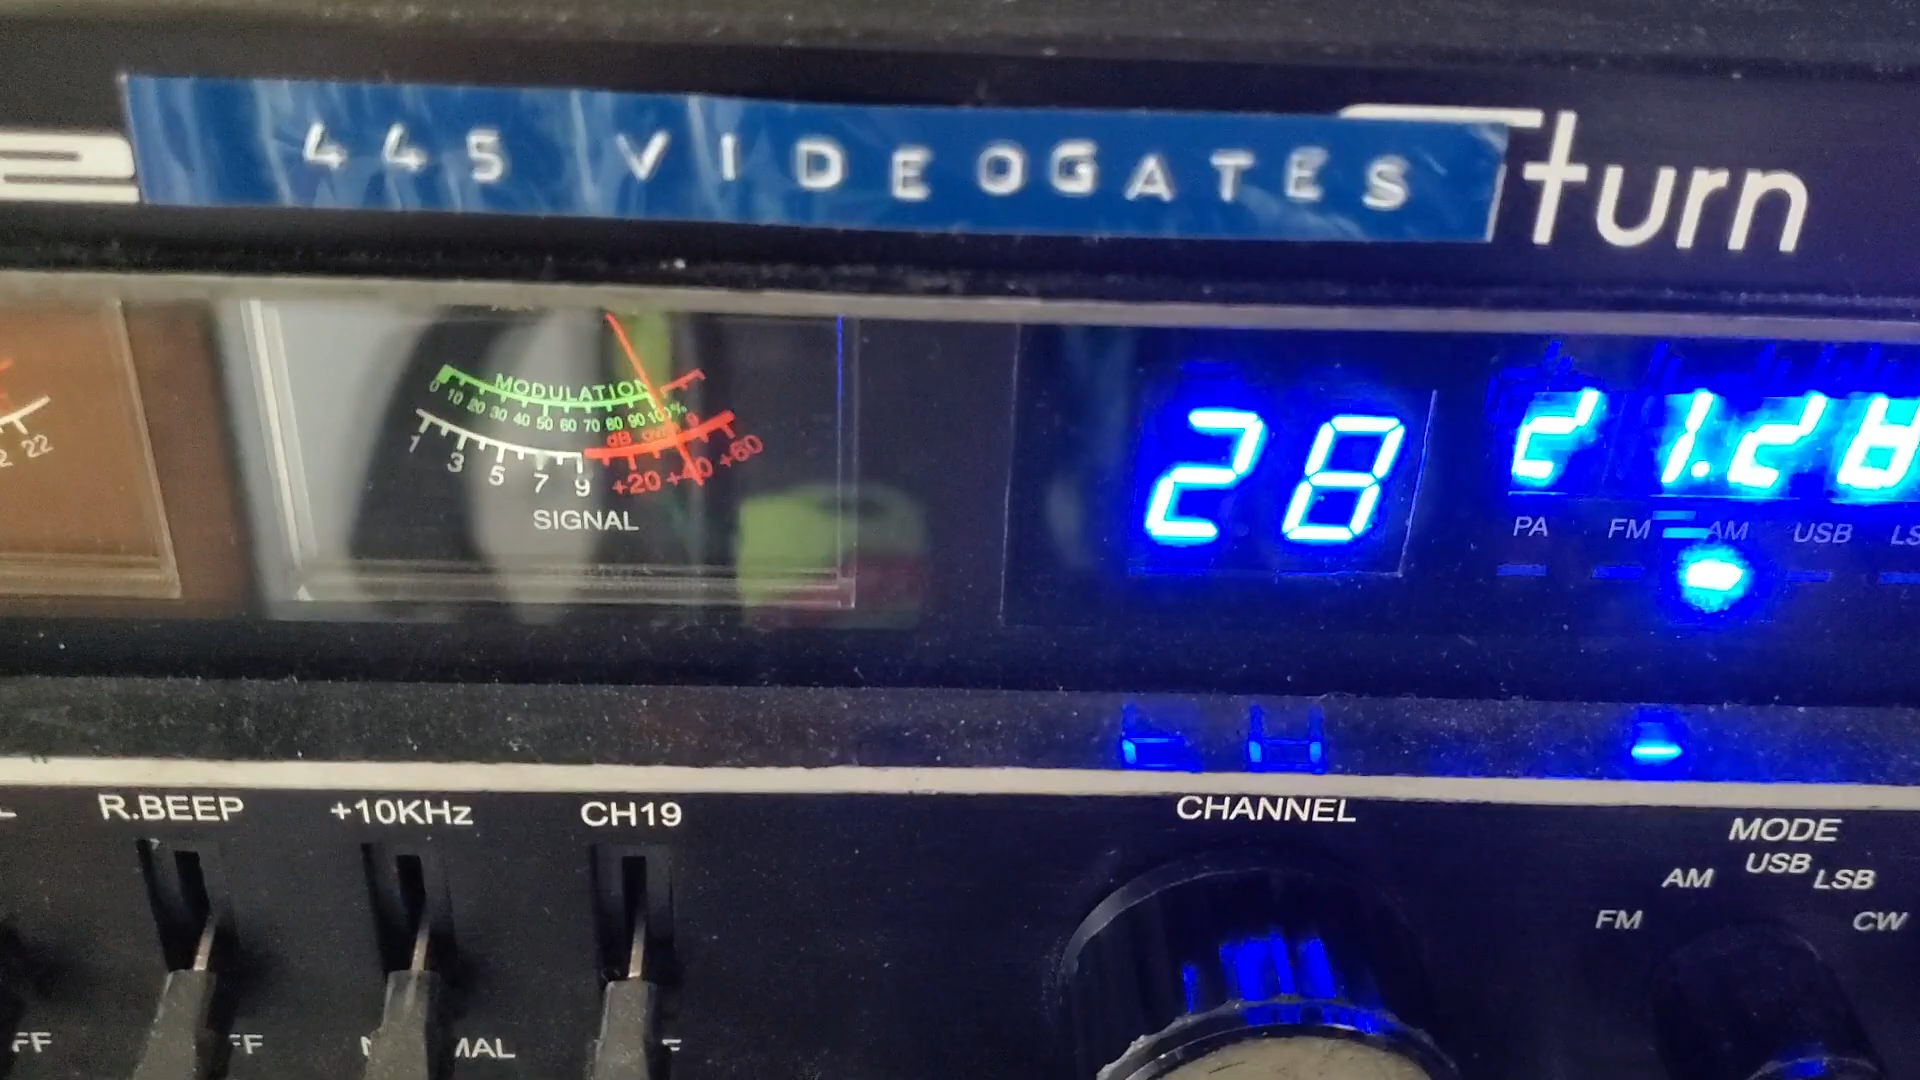 445 VIDEOGATES
Sturn
MODULATION
0 10 20 30 40 50 60 70 80 90 100%
1 3 5 7 9 +20 +40 +60
22
SIGNAL
28
PA FM AM USB
R.BEEP +10KHz CH19 CHANNEL
MODE
AM USB LSB
FM CW